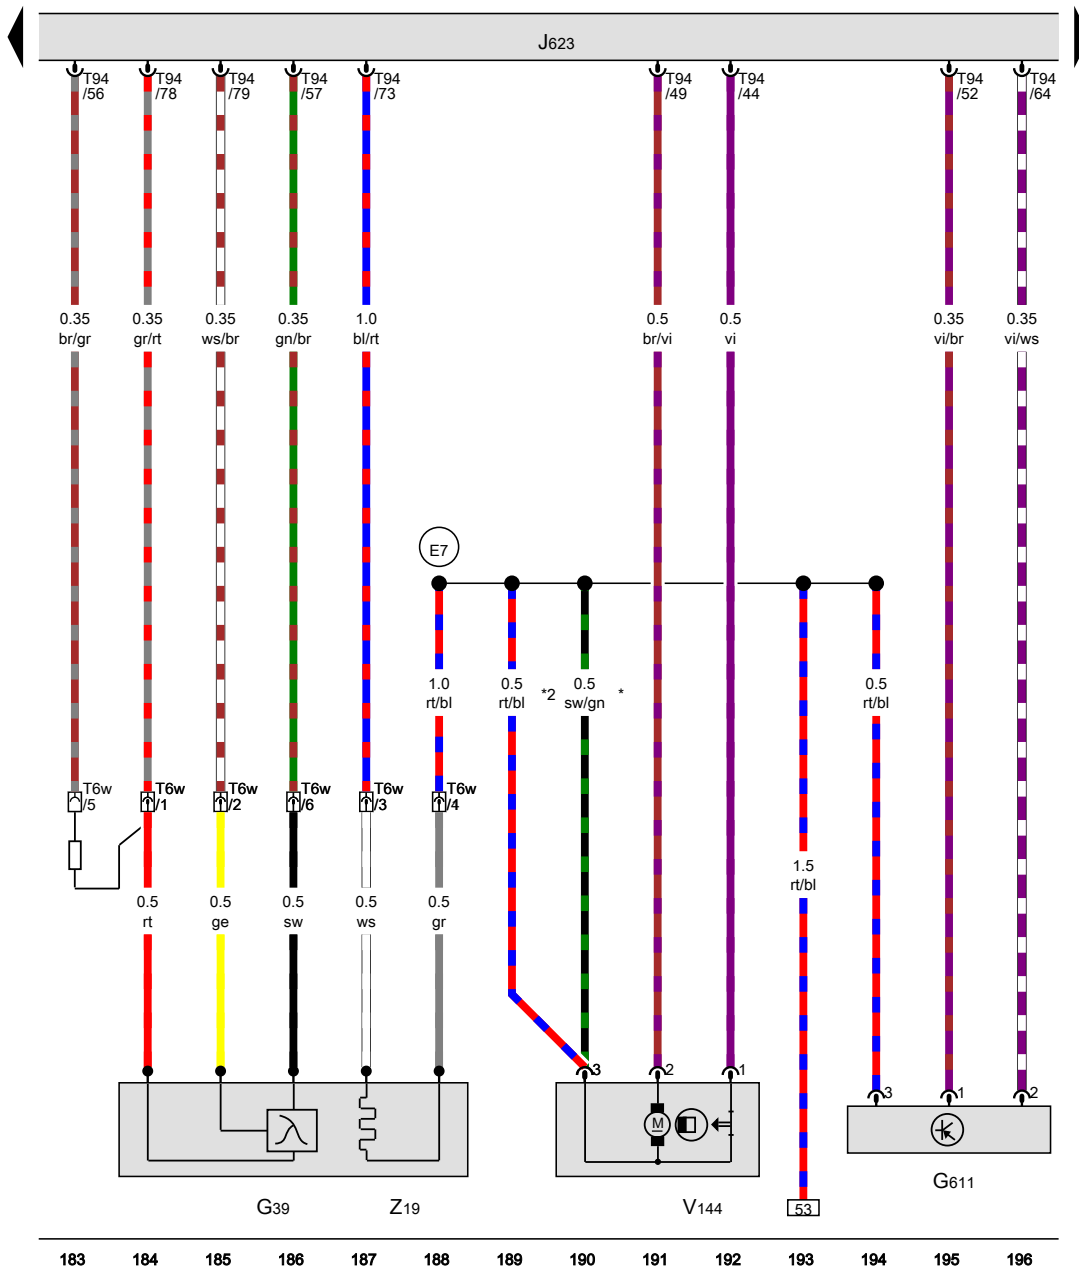 J623
T94 T94 T94 T94 T94 T94 T94 T94 T94
/56 /78 /79 /57 /73 /49 /44 /52 /64
0.35 0.35 0.35 0.35 1.0 0.5 0.5 0.35 0.35
br/gr gr/rt ws/br gn/br bl/rt br/vi vi vi/br vi/ws
E7
1.0 0.5 0.5 0.5
rt/bl rt/bl *2 sw/gn * rt/bl
T6w T6w T6w T6w T6w T6w
/5 /1 /2 /6 /3 /4
1.5
rt/bl
0.5 0.5 0.5 0.5 0.5
rt ge sw ws gr
3 2 1 3 1 2
M
G39 Z19 V144 53 G611
183 184 185 186 187 188 189 190 191 192 193 194 195 196